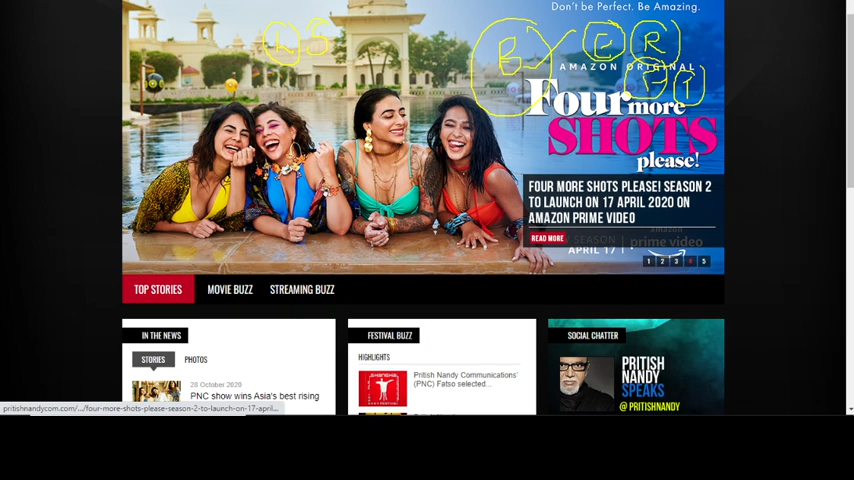 Don't be Perfect. Be Amazing.
L S
B
C R
AMAZON ORIGINAL
Four more
SHOTS
please!
FOUR MORE SHOTS PLEASE! SEASON 2
TO LAUNCH ON 17 APRIL 2020 ON
AMAZON PRIME VIDEO
READ MORE
SEASON
APRIL 17
amazon
prime video
1 2 3 4 5
TOP STORIES
MOVIE BUZZ
STREAMING BUZZ
IN THE NEWS
STORIES
PHOTOS
28 October 2020
PNC show wins Asia's best rising
FESTIVAL BUZZ
HIGHLIGHTS
Pritish Nandy Communications'
(PNC) Fatso selected...
SOCIAL CHATTER
PRITISH
NANDY
SPEAKS
@ PRITISHNANDY
pritishnandycom.com/.../four-more-shots-please-season-2-to-launch-on-17-april...